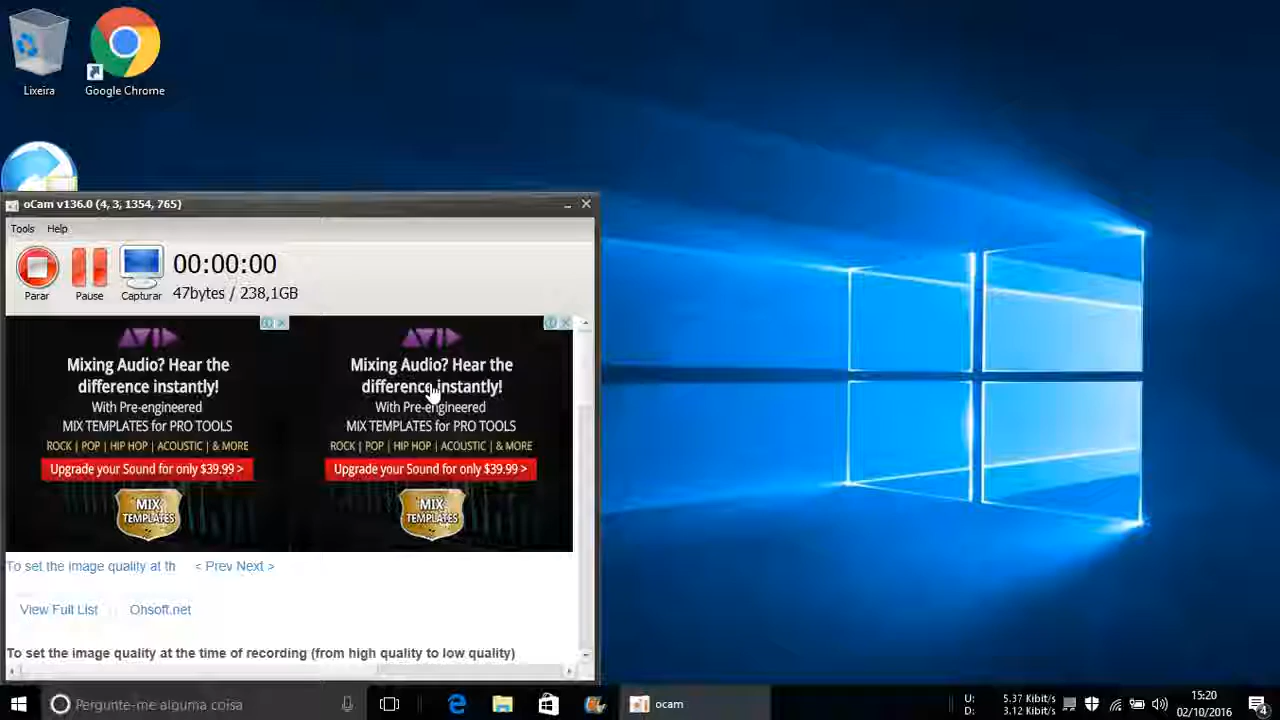 Lixeira
Google Chrome
oCam v136.0 (4, 3, 1354, 765)
Tools Help
00:00:00
47bytes / 238,1GB
Parar Pause Capturar
AVID
Mixing Audio? Hear the
difference instantly!
With Pre-engineered
MIX TEMPLATES for PRO TOOLS
ROCK | POP | HIP HOP | ACOUSTIC | & MORE
Upgrade your Sound for only $39.99 >
MIX
TEMPLATES
AVID
Mixing Audio? Hear the
difference instantly!
With Pre-engineered
MIX TEMPLATES for PRO TOOLS
ROCK | POP | HIP HOP | ACOUSTIC | & MORE
Upgrade your Sound for only $39.99 >
MIX
TEMPLATES
To set the image quality at th < Prev Next >
View Full List Ohsoft.net
To set the image quality at the time of recording (from high quality to low quality)
Pergunte-me alguma coisa
ocam
U: 5.37 Kibit/s
D: 3.12 Kibit/s
15:20
02/10/2016
4